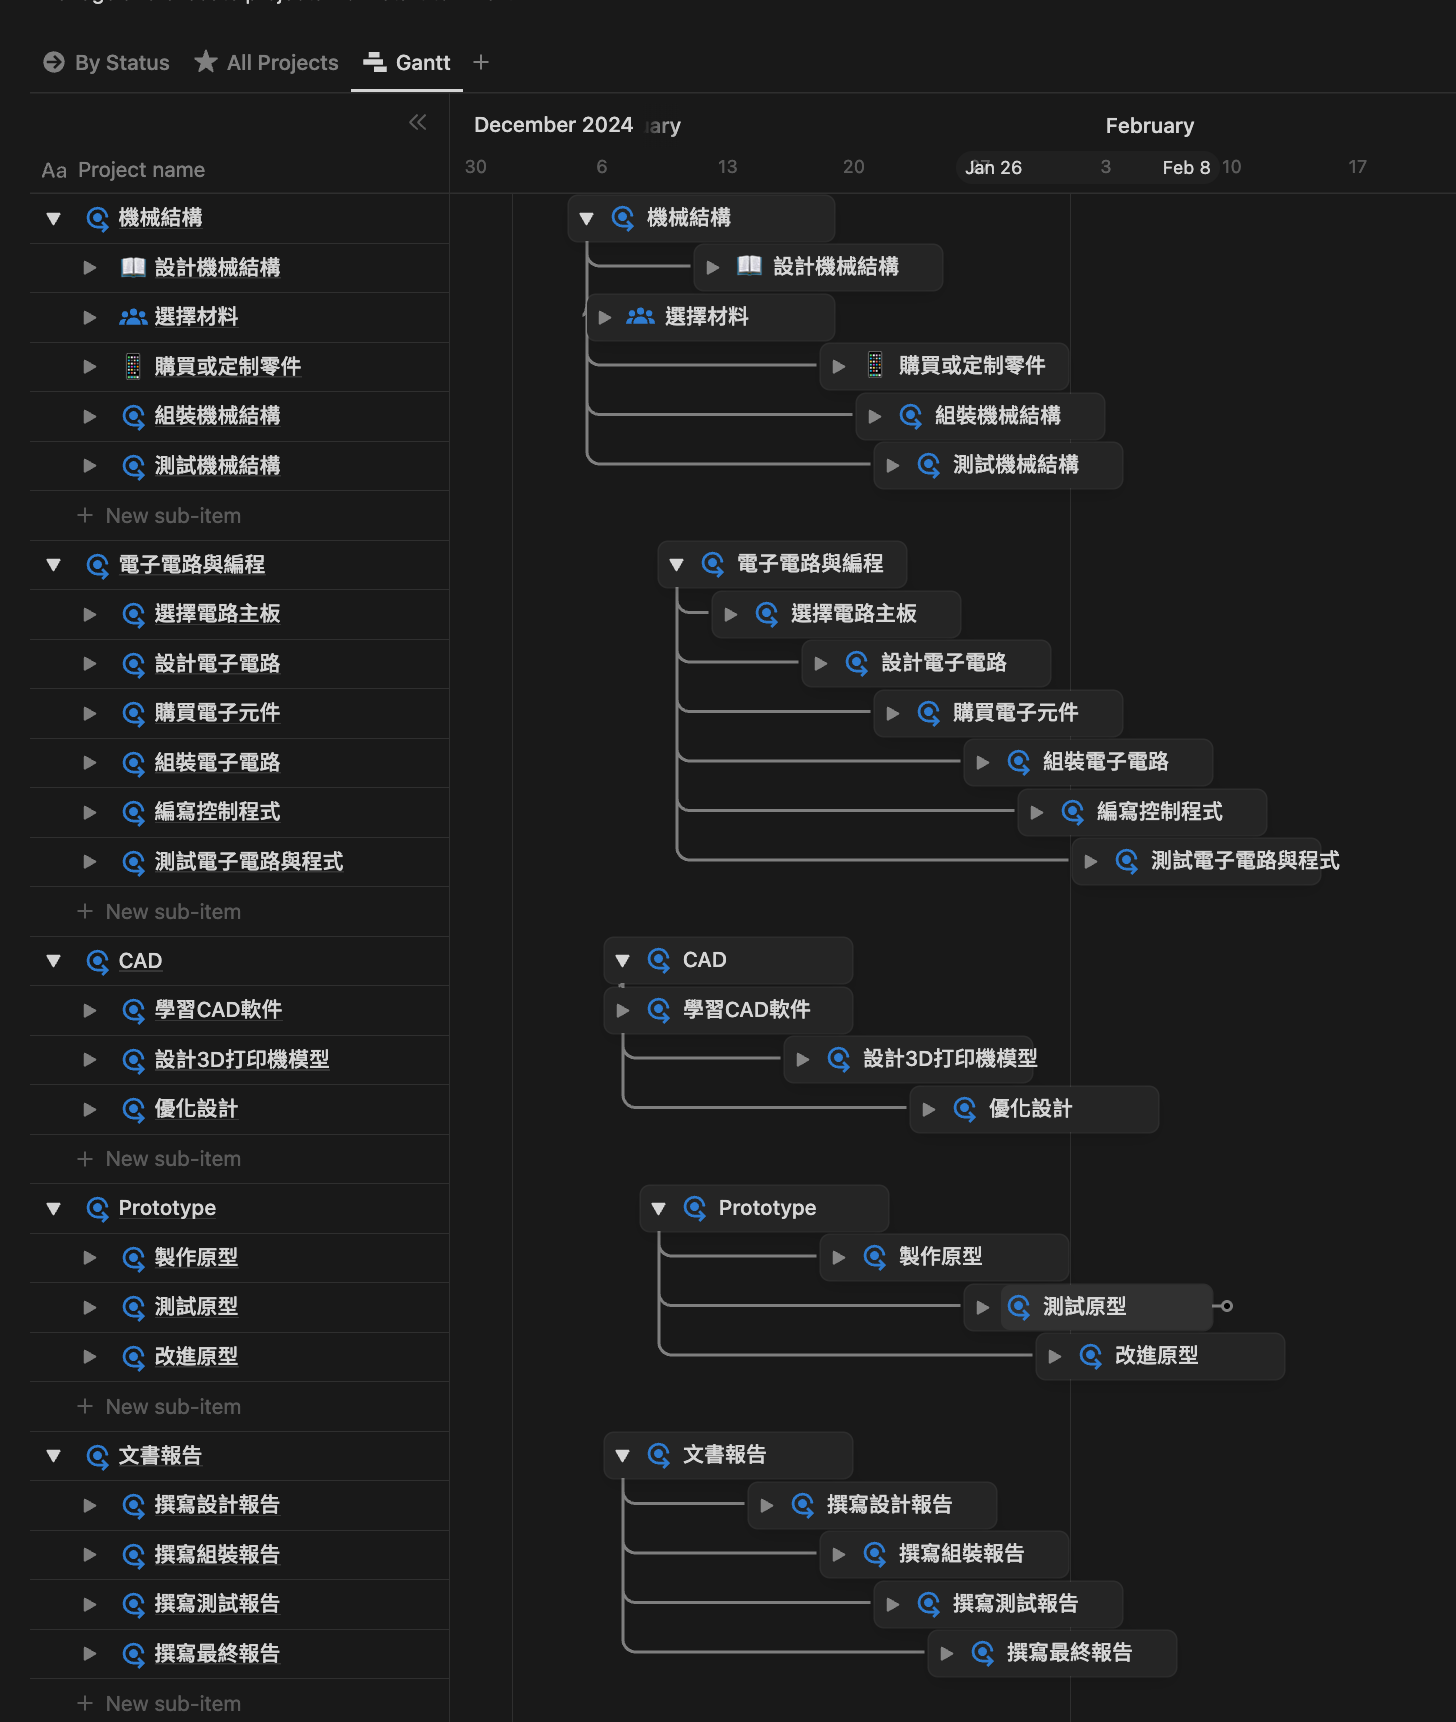 By Status All Projects Gantt
December 2024 ary February
Aa Project name
30 6 13 20 Jan 26 3 Feb 8 10 17
機械結構 機械結構
設計機械結構 設計機械結構
選擇材料 選擇材料
購買或定制零件 購買或定制零件
組裝機械結構 組裝機械結構
測試機械結構 測試機械結構
New sub-item
電子電路與編程 電子電路與編程
選擇電路主板 選擇電路主板
設計電子電路 設計電子電路
購買電子元件 購買電子元件
組裝電子電路 組裝電子電路
編寫控制程式 編寫控制程式
測試電子電路與程式 測試電子電路與程式
New sub-item
CAD CAD
學習CAD軟件 學習CAD軟件
設計3D打印機模型 設計3D打印機模型
優化設計 優化設計
New sub-item
Prototype Prototype
製作原型 製作原型
測試原型 測試原型
改進原型 改進原型
New sub-item
文書報告 文書報告
撰寫設計報告 撰寫設計報告
撰寫組裝報告 撰寫組裝報告
撰寫測試報告 撰寫測試報告
撰寫最終報告 撰寫最終報告
New sub-item